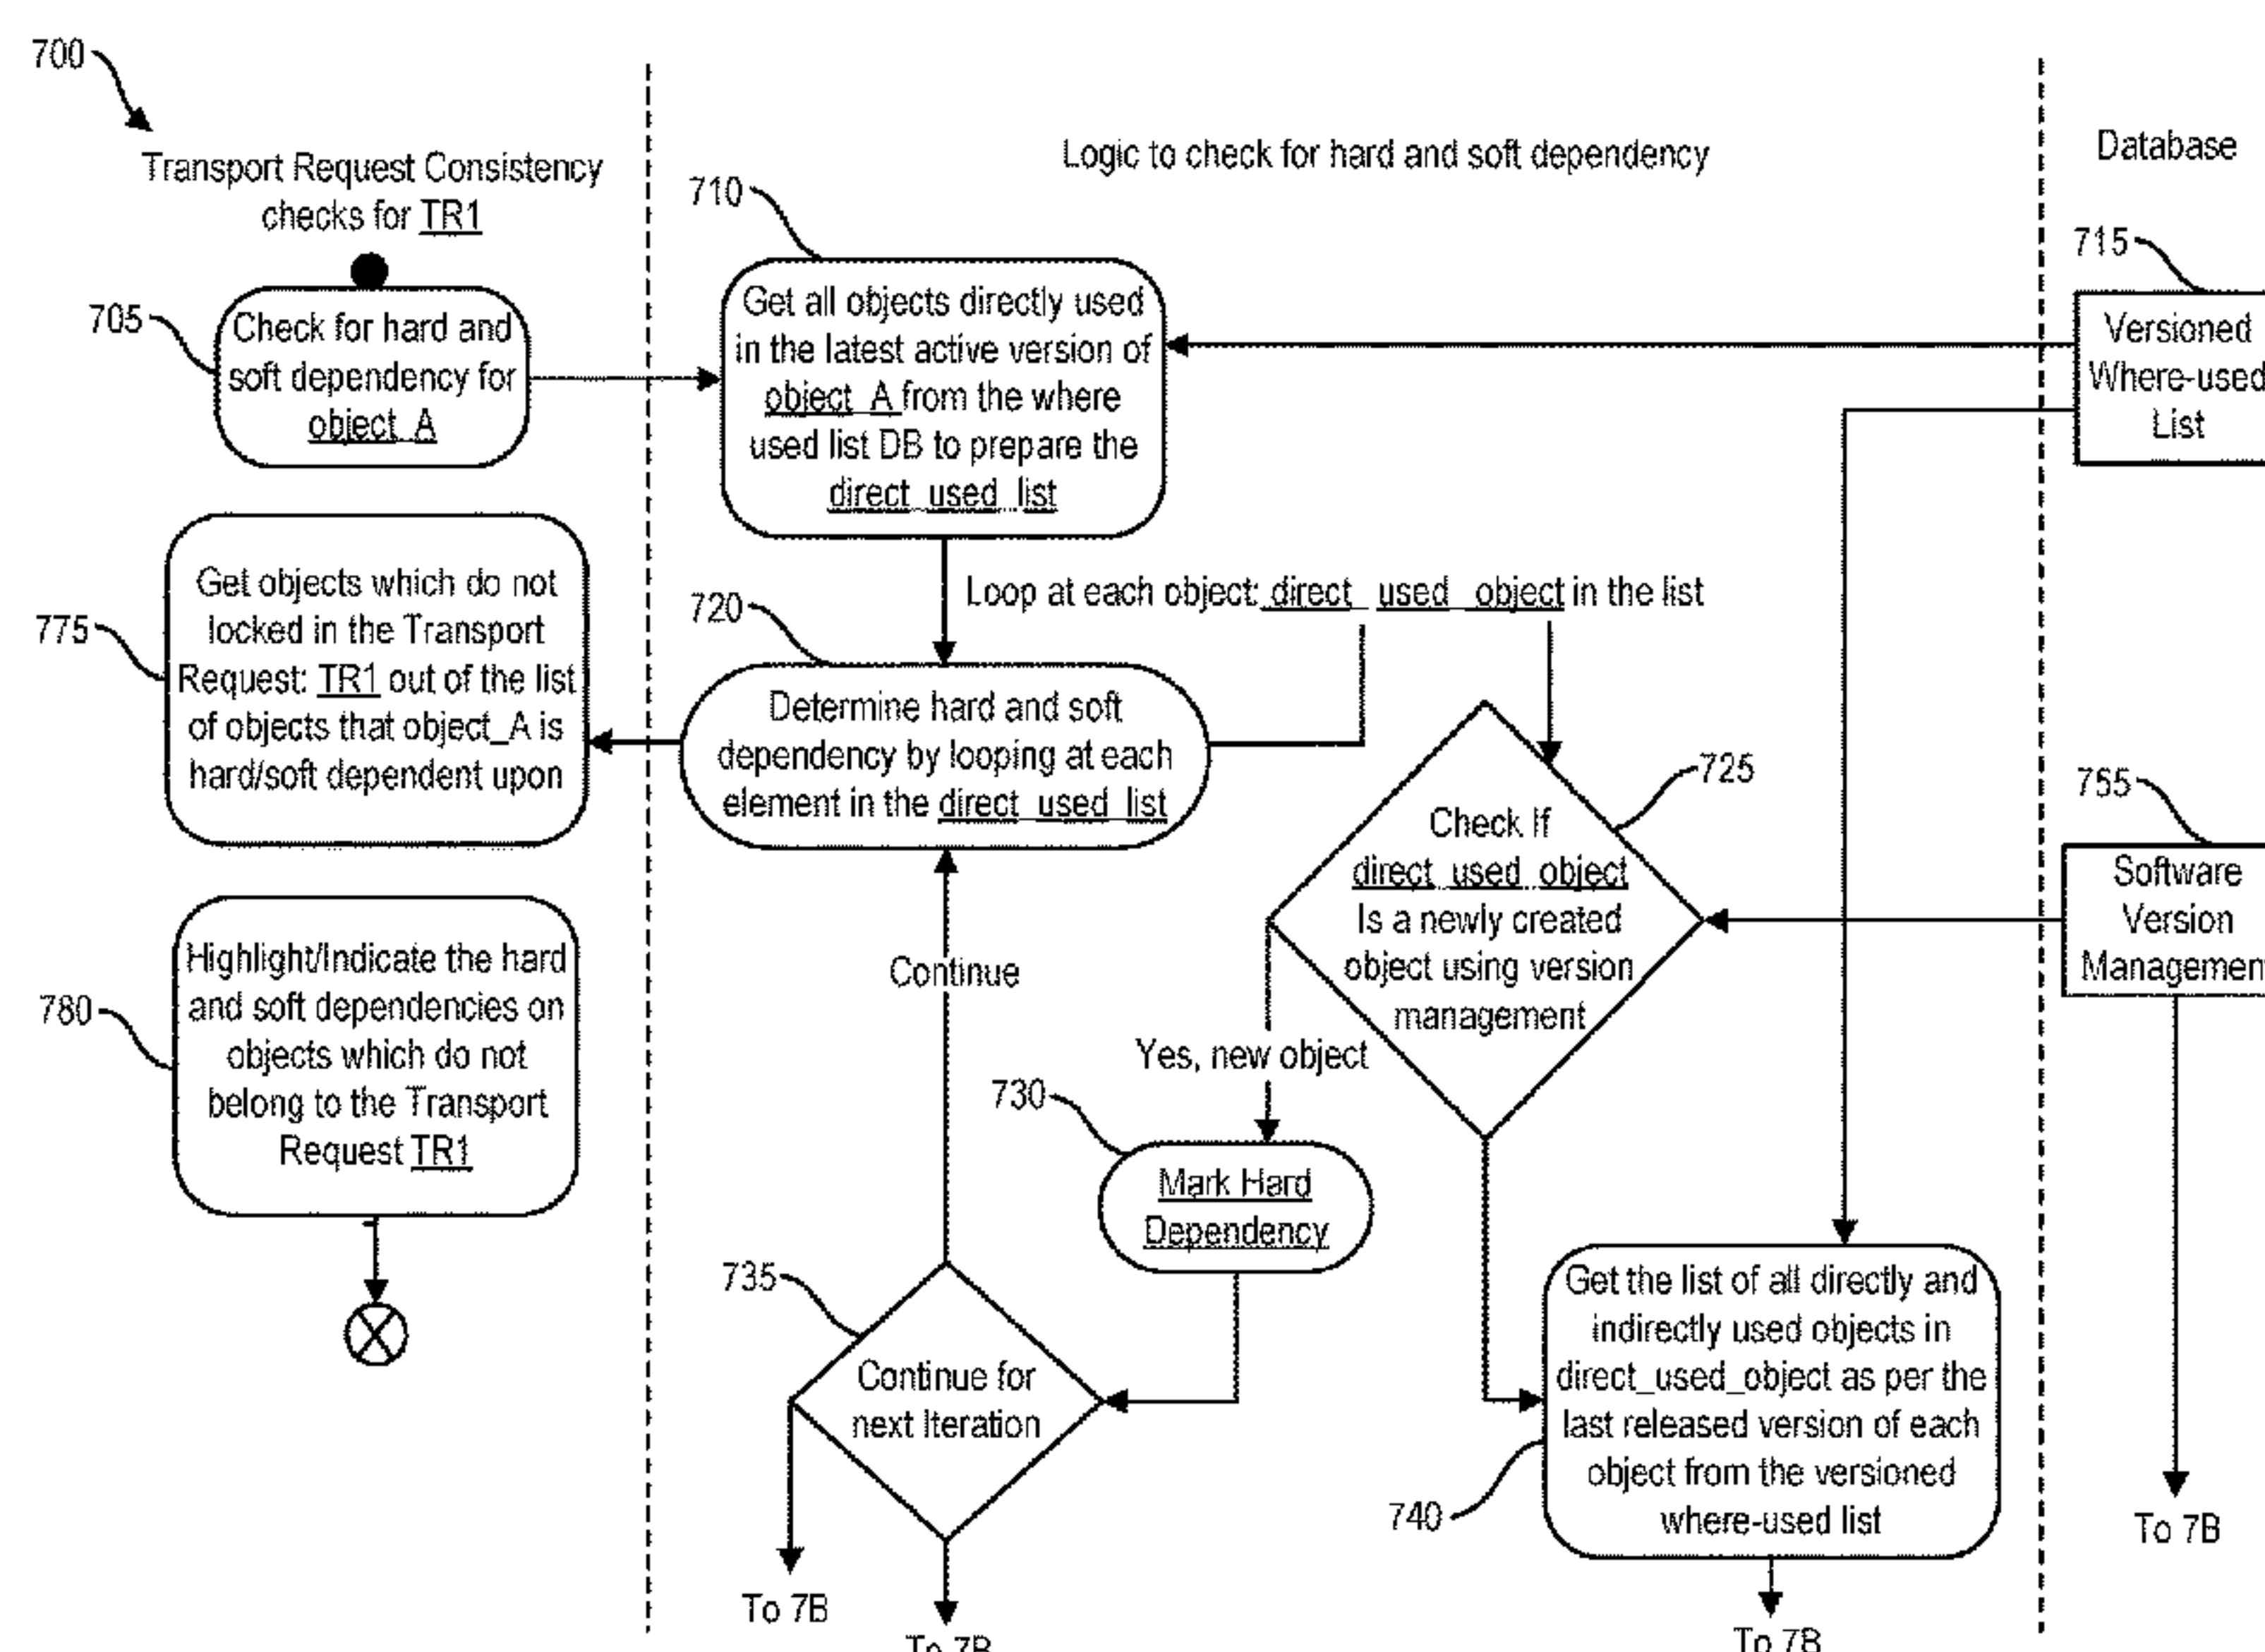 700
Transport Request Consistency
checks for TR1
705
Check for hard and
soft dependency for
object_A
775
Get objects which do not
locked in the Transport
Request: TR1 out of the list
of objects that object_A is
hard/soft dependent upon
780
Highlight/Indicate the hard
and soft dependencies on
objects which do not
belong to the Transport
Request TR1
Logic to check for hard and soft dependency
710
Get all objects directly used
in the latest active version of
object_A from the where
used list DB to prepare the
direct_used_list
Loop at each object: direct_ used_object in the list
720
Determine hard and soft
dependency by looping at each
element in the direct_used_list
725
Check If
direct_used_object
Is a newly created
object using version
management
Continue
Yes, new object
730
Mark Hard
Dependency
735
Continue for
next Iteration
740
Get the list of all directly and
indirectly used objects in
direct_used_object as per the
last released version of each
object from the versioned
where-used list
To 7B
To 7B
To 7B
Database
715
Versioned
Where-used
List
755
Software
Version
Management
To 7B